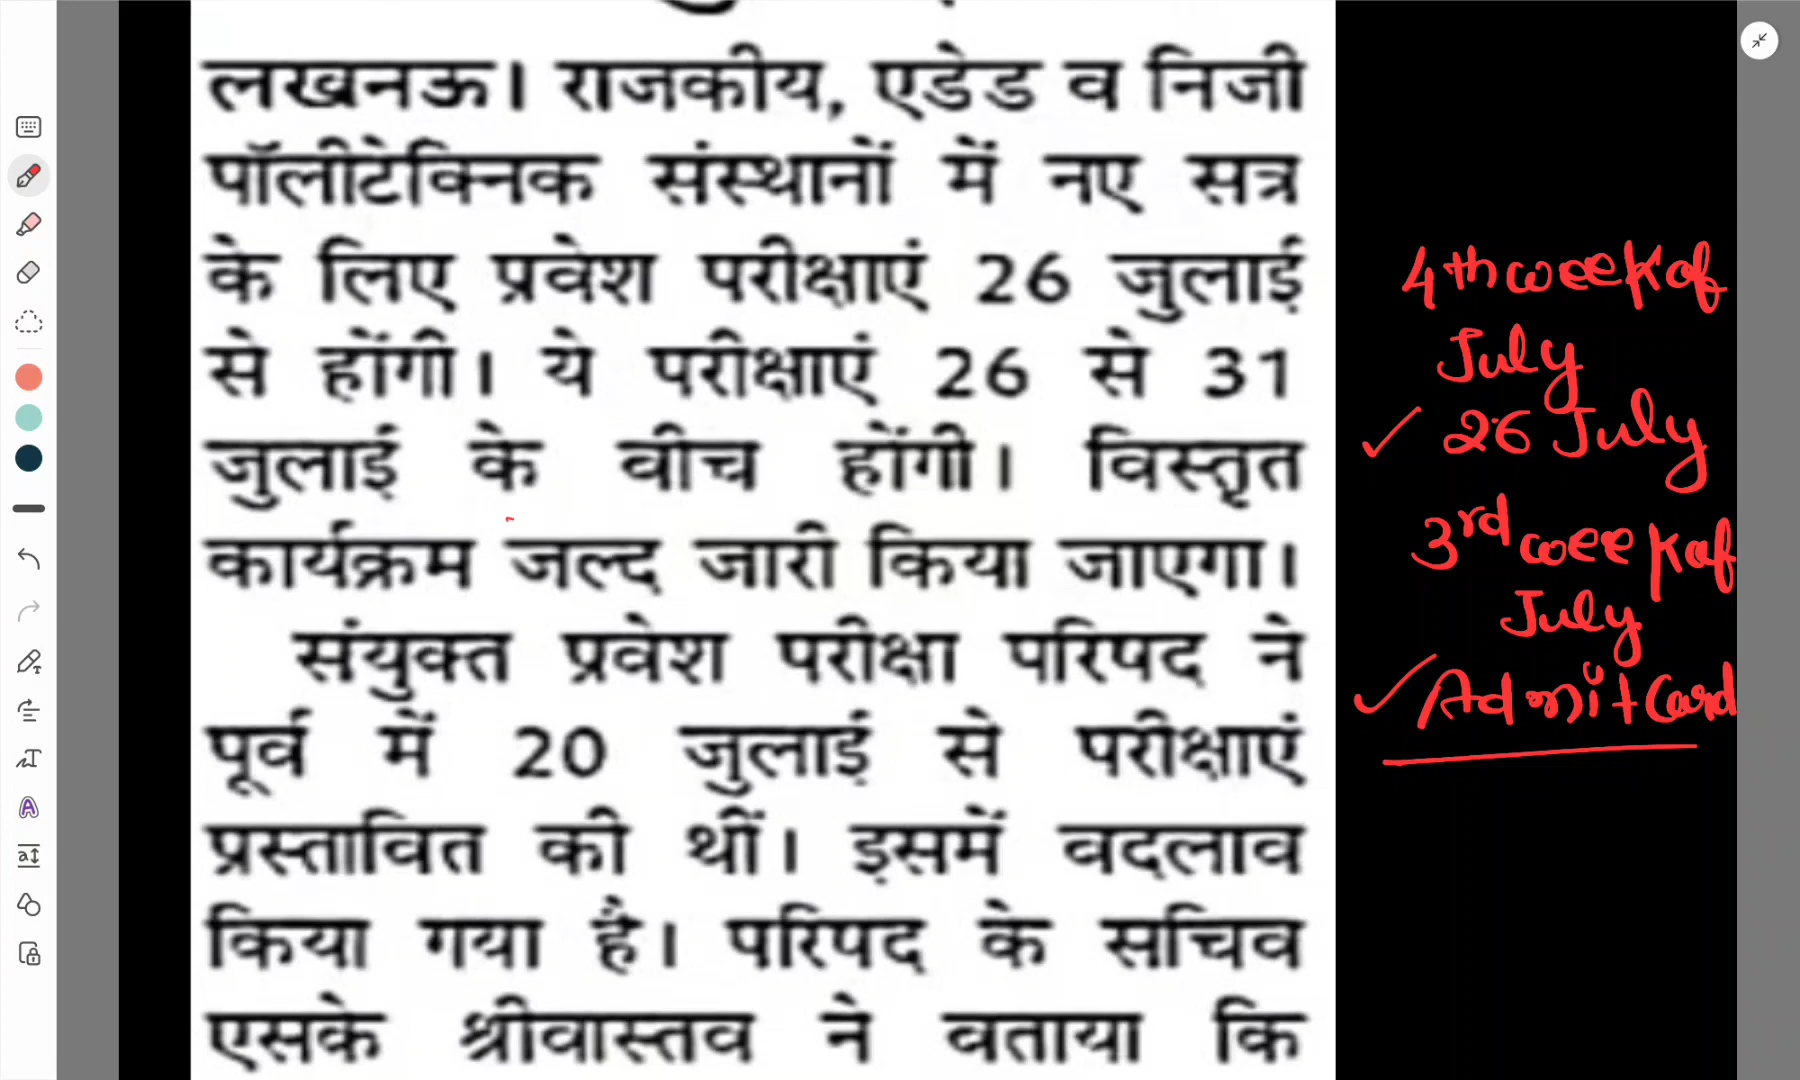 लखनऊ। राजकीय, एडेड व निजी
पॉलीटेक्निक संस्थानों में नए सत्र
के लिए प्रवेश परीक्षाएं 26 जुलाई
से होंगी। ये परीक्षाएं 26 से 31
जुलाई के बीच होंगी। विस्तृत
कार्यक्रम जल्द जारी किया जाएगा।
संयुक्त प्रवेश परीक्षा परिषद ने
पूर्व में 20 जुलाई से परीक्षाएं
प्रस्तावित की थीं। इसमें बदलाव
किया गया है। परिषद के सचिव
एसके श्रीवास्तव ने बताया कि
4th week of
July
✓ 26 July
3rd week of
July
✓ Admit Card